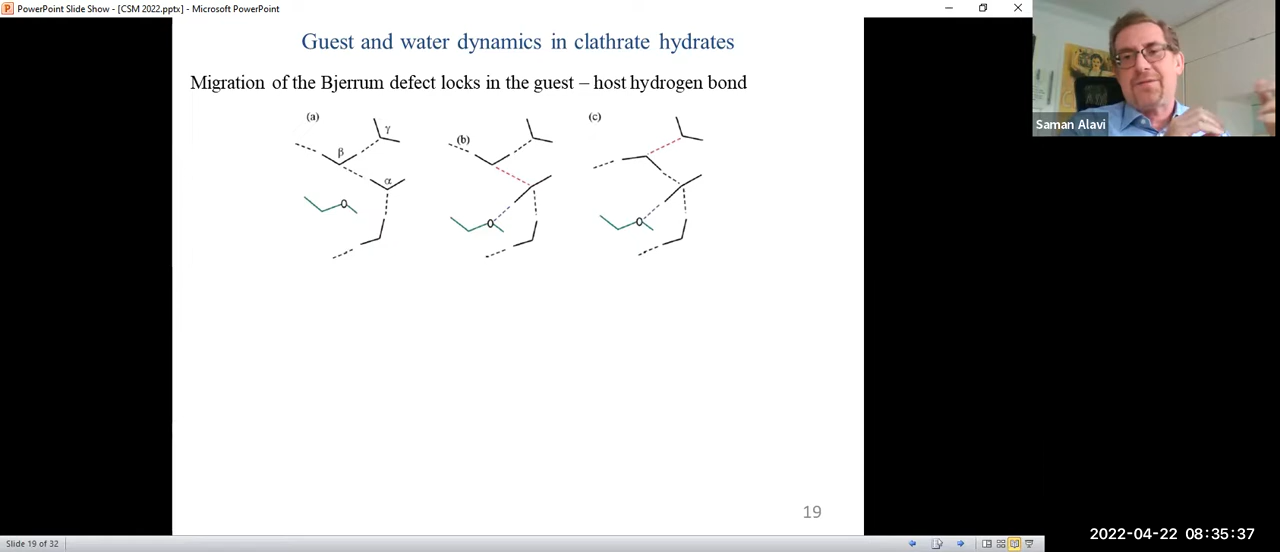 PowerPoint Slide Show - [CSM 2022.pptx] - Microsoft PowerPoint
Guest and water dynamics in clathrate hydrates
Migration of the Bjerrum defect locks in the guest – host hydrogen bond
(a)
(b)
(c)
γ
β
α
O
O
O
19
Saman Alavi
Slide 19 of 32
2022-04-22 08:35:37